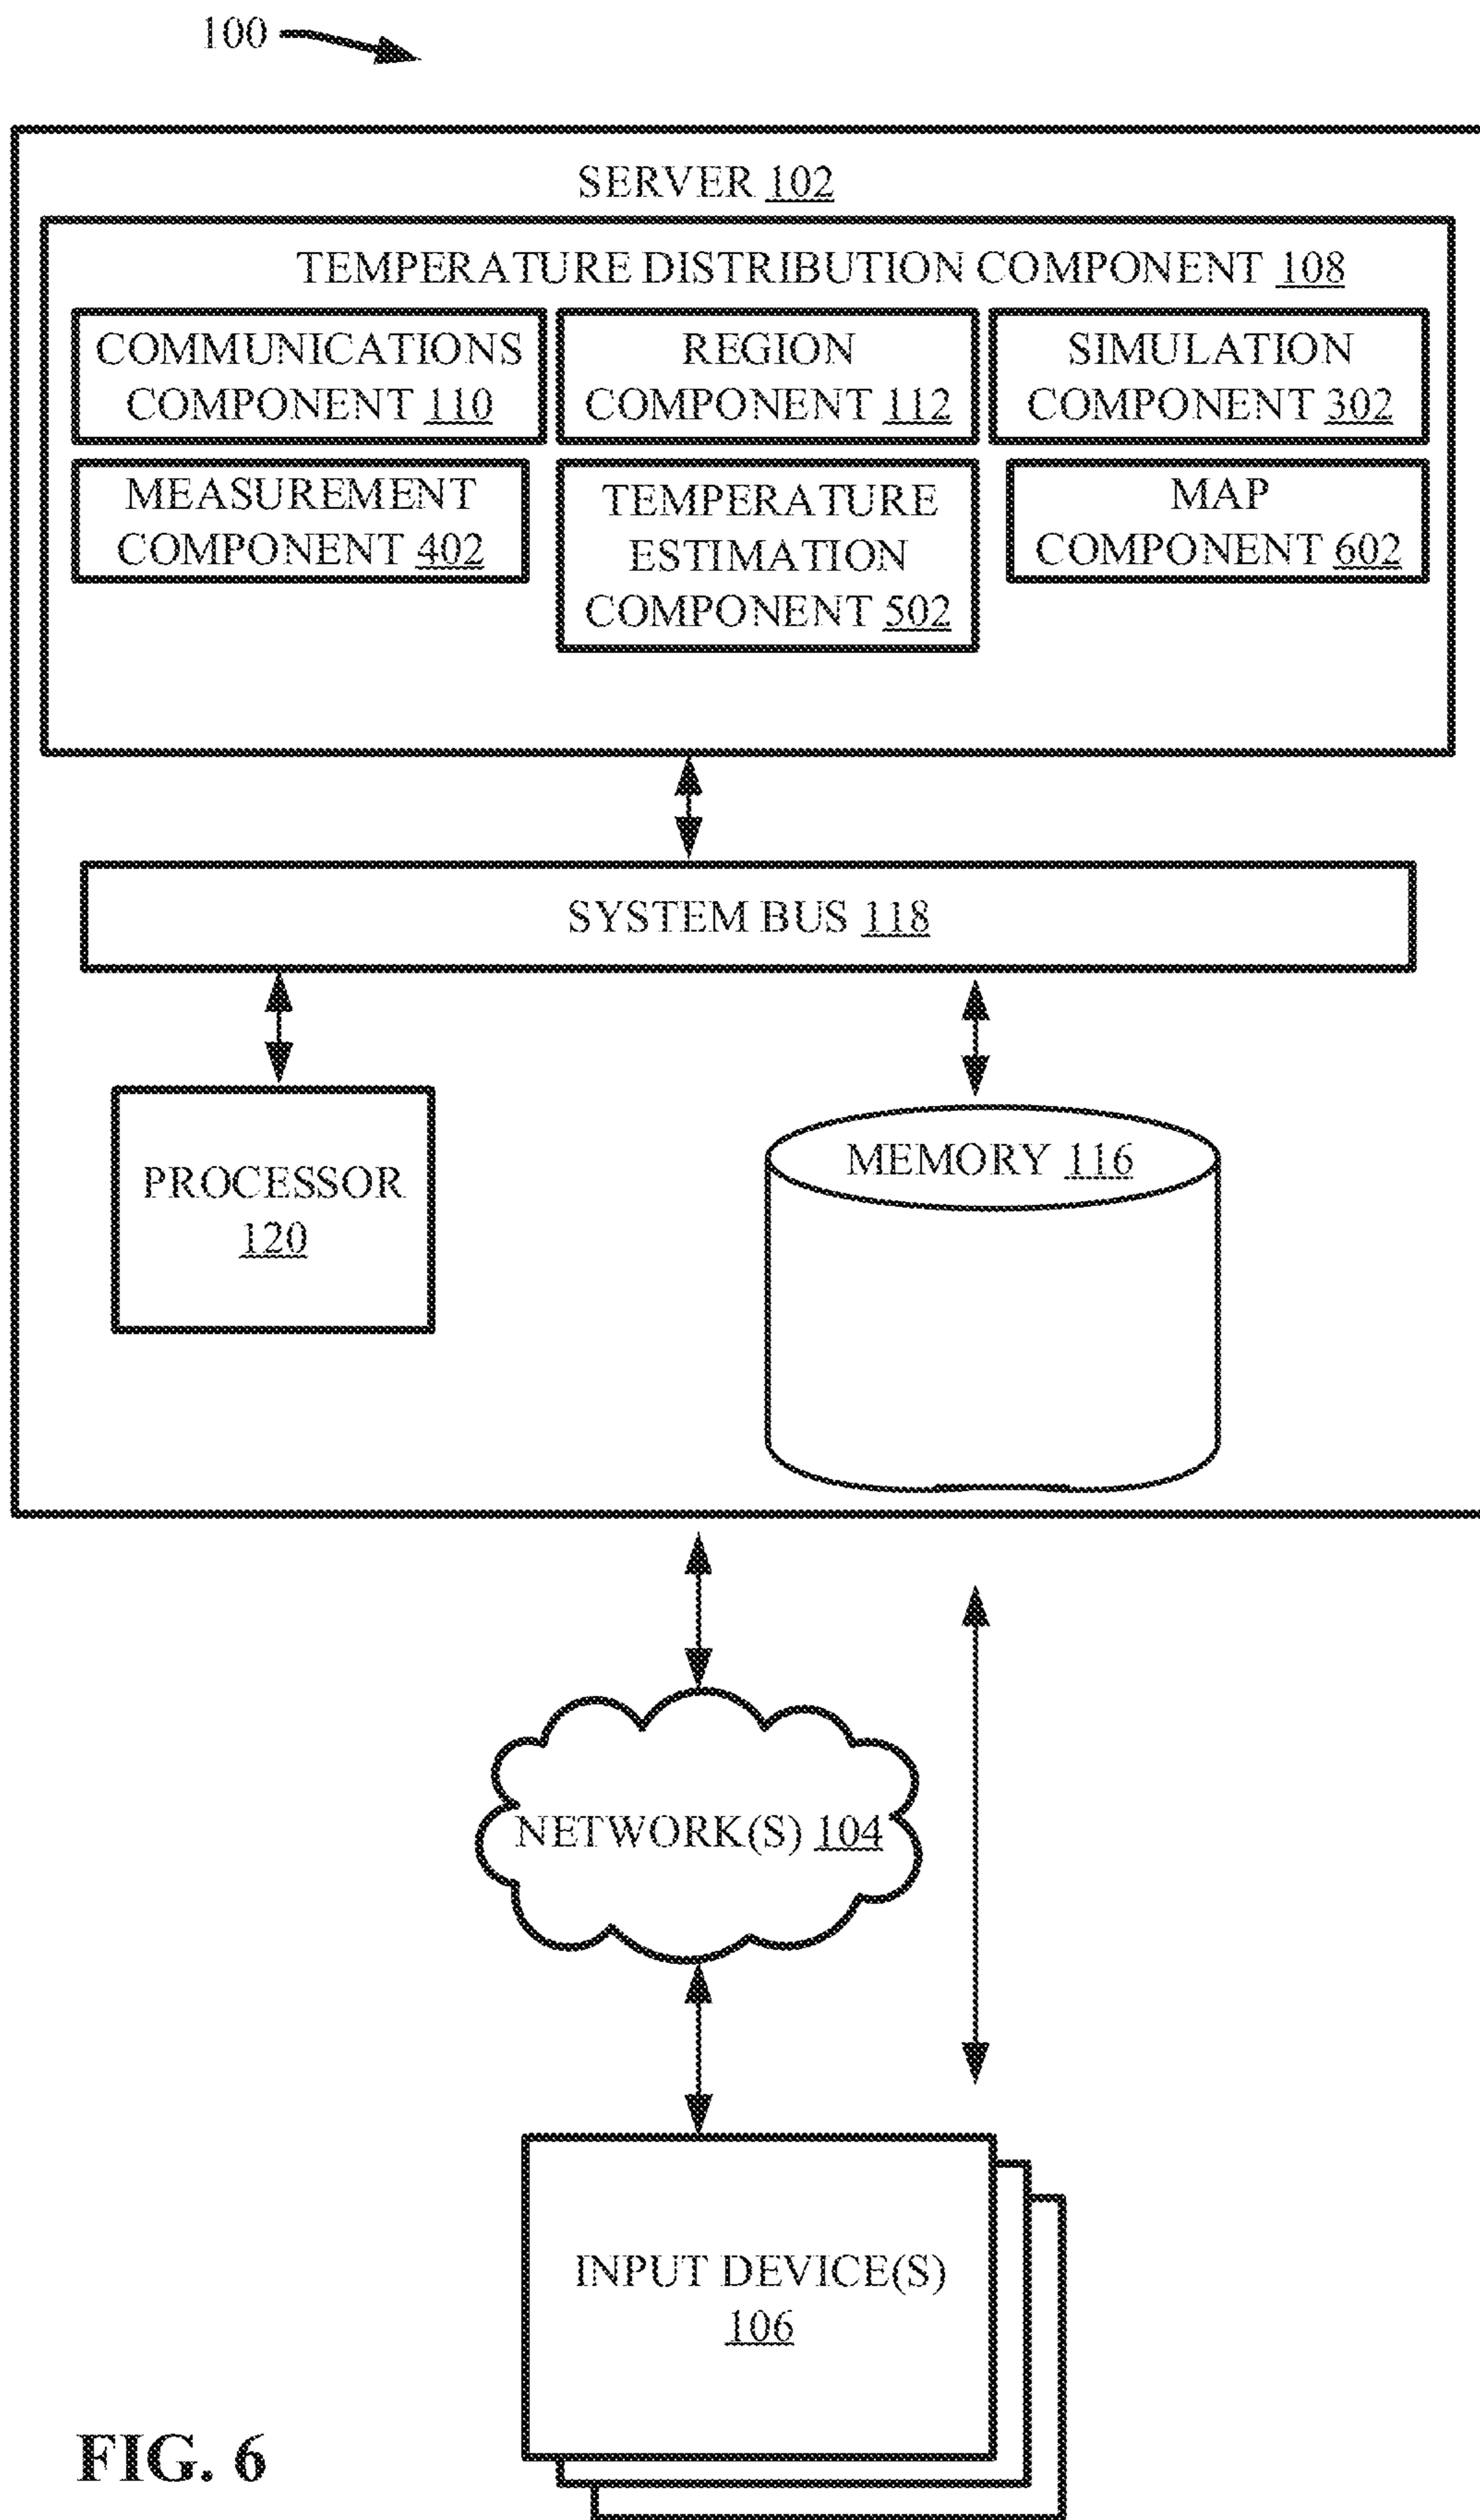 100
SERVER 102
TEMPERATURE DISTRIBUTION COMPONENT 108
COMMUNICATIONS
COMPONENT 110
REGION
COMPONENT 112
SIMULATION
COMPONENT 302
MEASUREMENT
COMPONENT 402
TEMPERATURE
ESTIMATION
COMPONENT 502
MAP
COMPONENT 602
SYSTEM BUS 118
PROCESSOR
120
MEMORY 116
NETWORK(S) 104
INPUT DEVICE(S)
106
FIG. 6